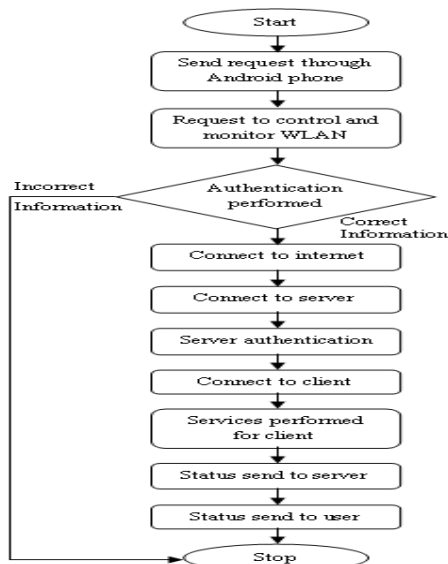 Start
Send request through
Android phone
Request to control and
monitor WLAN
Incorrect
Information
Authentication
performed
Correct
Information
Connect to internet
Connect to server
Server authentication
Connect to client
Services performed
for client
Status send to server
Status send to user
Stop